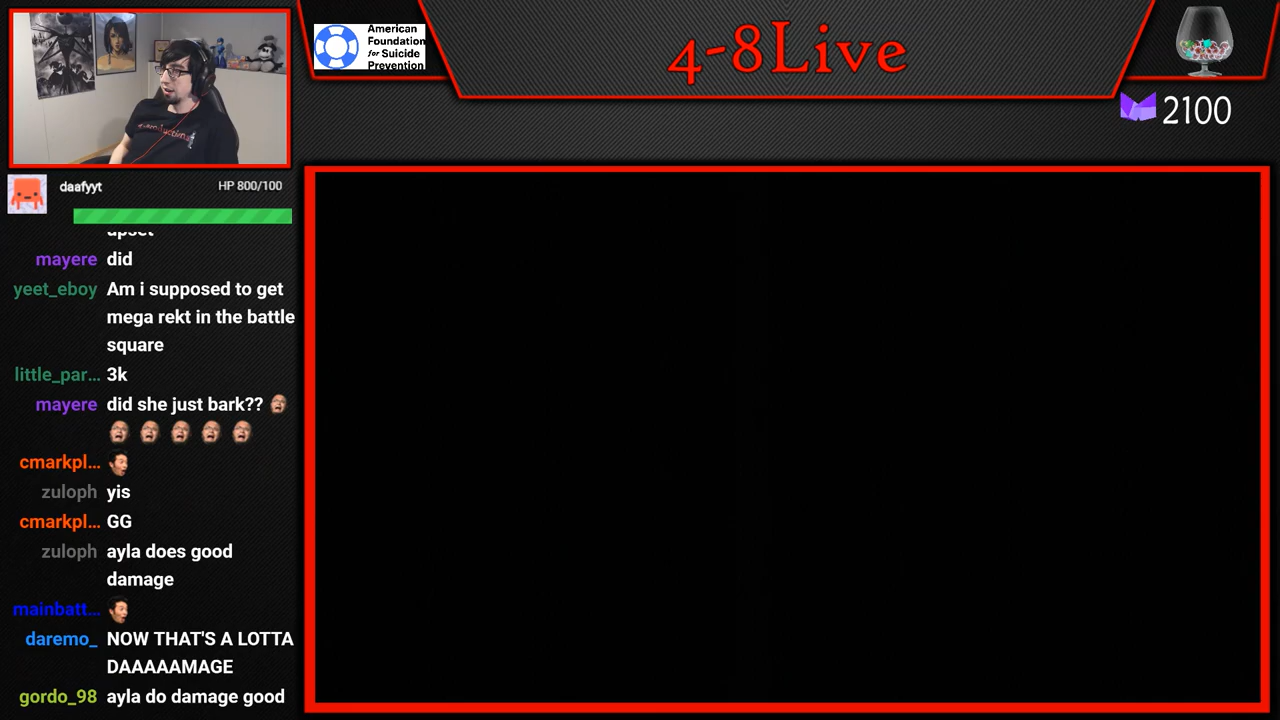 American
Foundation
for Suicide
Prevention
4-8Live
2100
daafyyt HP 800/100
upset
mayere did
yeet_eboy Am i supposed to get
mega rekt in the battle
square
little_par... 3k
mayere did she just bark??
cmarkpl...
zuloph yis
cmarkpl... GG
zuloph ayla does good
damage
mainbatt...
daremo_ NOW THAT'S A LOTTA
DAAAAAMAGE
gordo_98 ayla do damage good